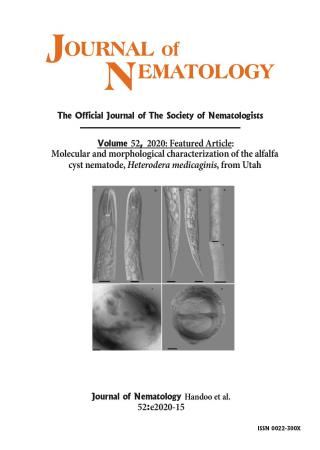 JOURNAL of
NEMATOLOGY
The Official Journal of The Society of Nematologists
Volume 52, 2020: Featured Article:
Molecular and morphological characterization of the alfalfa
cyst nematode, Heterodera medicaginis, from Utah
Journal of Nematology Handoo et al.
52:e2020-15
ISSN 0022-300X